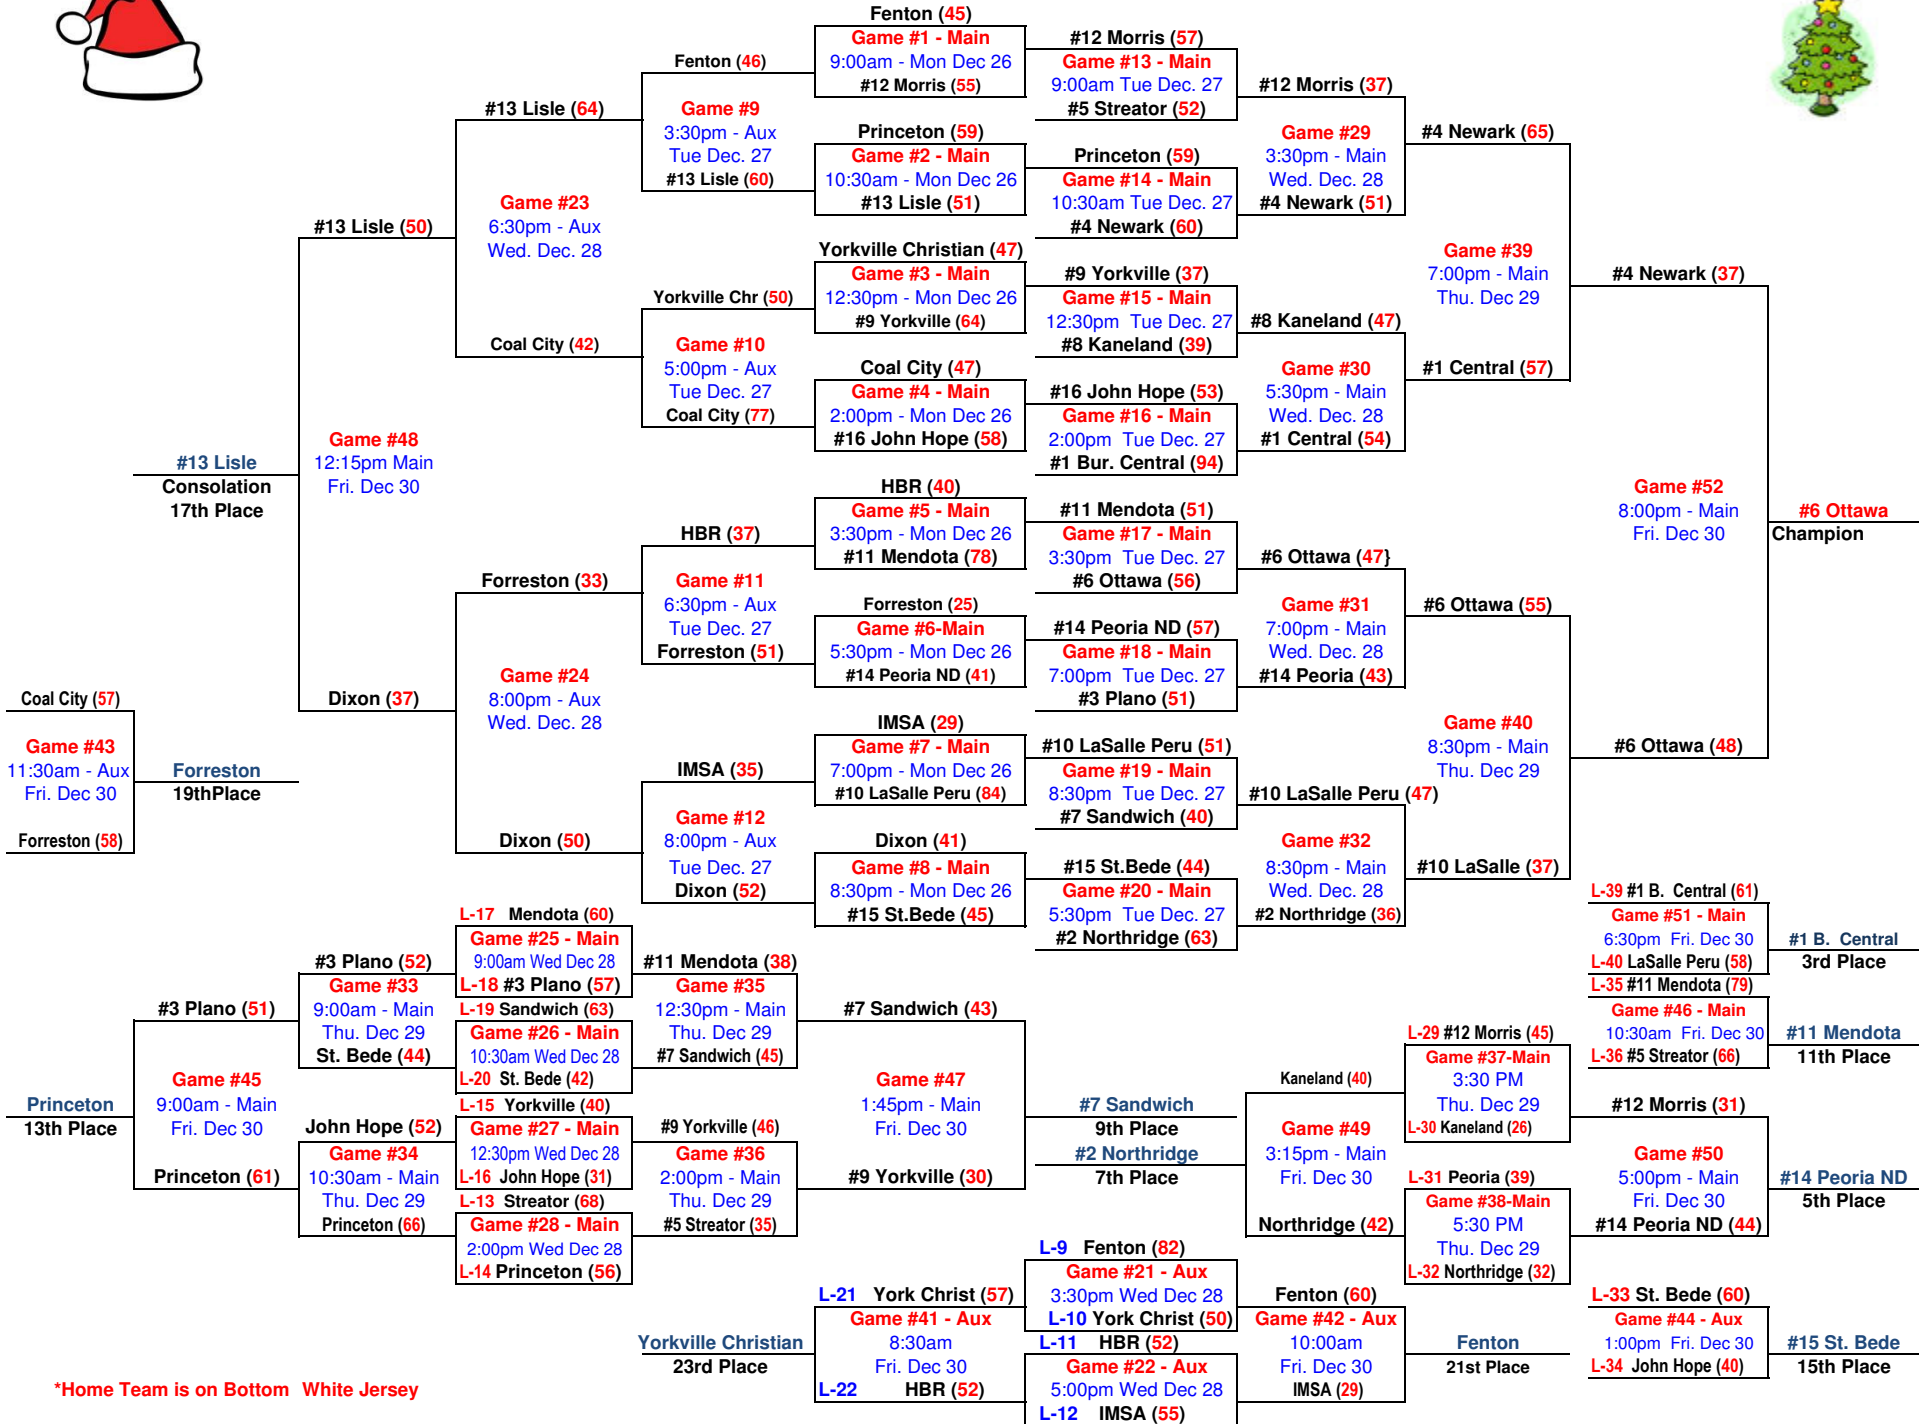 Fenton (45)
Game #1 - Main
9:00am - Mon Dec 26
#12 Morris (55)
Princeton (59)
Game #2 - Main
10:30am - Mon Dec 26
#13 Lisle (51)
Yorkville Christian (47)
Game #3 - Main
12:30pm - Mon Dec 26
#9 Yorkville (64)
Coal City (47)
Game #4 - Main
2:00pm - Mon Dec 26
#16 John Hope (58)
HBR (40)
Game #5 - Main
3:30pm - Mon Dec 26
#11 Mendota (78)
Forreston (25)
Game #6-Main
5:30pm - Mon Dec 26
#14 Peoria ND (41)
IMSA (29)
Game #7 - Main
7:00pm - Mon Dec 26
#10 LaSalle Peru (84)
Dixon (41)
Game #8 - Main
8:30pm - Mon Dec 26
#15 St.Bede (45)
Fenton (46)
Game #9
3:30pm - Aux
Tue Dec. 27
#13 Lisle (60)
Yorkville Chr (50)
Game #10
5:00pm - Aux
Tue Dec. 27
Coal City (77)
HBR (37)
Game #11
6:30pm - Aux
Tue Dec. 27
Forreston (51)
IMSA (35)
Game #12
8:00pm - Aux
Tue Dec. 27
Dixon (52)
#13 Lisle (64)
Game #23
6:30pm - Aux
Wed. Dec. 28
Coal City (42)
Forreston (33)
Game #24
8:00pm - Aux
Wed. Dec. 28
Dixon (50)
#13 Lisle (50)
Game #48
12:15pm Main
Fri. Dec 30
Dixon (37)
#13 Lisle
Consolation
17th Place
Coal City (57)
Game #43
11:30am - Aux
Fri. Dec 30
Forreston (58)
Forreston
19thPlace
#12 Morris (57)
Game #13 - Main
9:00am Tue Dec. 27
#5 Streator (52)
Princeton (59)
Game #14 - Main
10:30am Tue Dec. 27
#4 Newark (60)
#9 Yorkville (37)
Game #15 - Main
12:30pm Tue Dec. 27
#8 Kaneland (39)
#16 John Hope (53)
Game #16 - Main
2:00pm Tue Dec. 27
#1 Bur. Central (94)
#11 Mendota (51)
Game #17 - Main
3:30pm Tue Dec. 27
#6 Ottawa (56)
#14 Peoria ND (57)
Game #18 - Main
7:00pm Tue Dec. 27
#3 Plano (51)
#10 LaSalle Peru (51)
Game #19 - Main
8:30pm Tue Dec. 27
#7 Sandwich (40)
#15 St.Bede (44)
Game #20 - Main
5:30pm Tue Dec. 27
#2 Northridge (63)
#12 Morris (37)
Game #29
3:30pm - Main
Wed. Dec. 28
#4 Newark (51)
#8 Kaneland (47)
Game #30
5:30pm - Main
Wed. Dec. 28
#1 Central (54)
#6 Ottawa (47}
Game #31
7:00pm - Main
Wed. Dec. 28
#14 Peoria (43)
#10 LaSalle Peru (47)
Game #32
8:30pm - Main
Wed. Dec. 28
#2 Northridge (36)
#4 Newark (65)
Game #39
7:00pm - Main
Thu. Dec 29
#1 Central (57)
#6 Ottawa (55)
Game #40
8:30pm - Main
Thu. Dec 29
#10 LaSalle (37)
#4 Newark (37)
Game #52
8:00pm - Main
Fri. Dec 30
#6 Ottawa (48)
#6 Ottawa
Champion
L-17 Mendota (60)
Game #25 - Main
9:00am Wed Dec 28
L-18 #3 Plano (57)
L-19 Sandwich (63)
Game #26 - Main
10:30am Wed Dec 28
L-20 St. Bede (42)
L-15 Yorkville (40)
Game #27 - Main
12:30pm Wed Dec 28
L-16 John Hope (31)
L-13 Streator (68)
Game #28 - Main
2:00pm Wed Dec 28
L-14 Princeton (56)
#3 Plano (52)
Game #33
9:00am - Main
Thu. Dec 29
St. Bede (44)
John Hope (52)
Game #34
10:30am - Main
Thu. Dec 29
Princeton (66)
#3 Plano (51)
Game #45
9:00am - Main
Fri. Dec 30
Princeton (61)
Princeton
13th Place
#11 Mendota (38)
Game #35
12:30pm - Main
Thu. Dec 29
#7 Sandwich (45)
#9 Yorkville (46)
Game #36
2:00pm - Main
Thu. Dec 29
#5 Streator (35)
#7 Sandwich (43)
Game #47
1:45pm - Main
Fri. Dec 30
#9 Yorkville (30)
#7 Sandwich
9th Place
#2 Northridge
7th Place
Kaneland (40)
Game #49
3:15pm - Main
Fri. Dec 30
Northridge (42)
L-29 #12 Morris (45)
Game #37-Main
3:30 PM
Thu. Dec 29
L-30 Kaneland (26)
L-31 Peoria (39)
Game #38-Main
5:30 PM
Thu. Dec 29
L-32 Northridge (32)
#12 Morris (31)
Game #50
5:00pm - Main
Fri. Dec 30
#14 Peoria ND (44)
#14 Peoria ND
5th Place
L-39 #1 B. Central (61)
Game #51 - Main
6:30pm Fri. Dec 30
L-40 LaSalle Peru (58)
#1 B. Central
3rd Place
L-35 #11 Mendota (79)
Game #46 - Main
10:30am Fri. Dec 30
L-36 #5 Streator (66)
#11 Mendota
11th Place
L-9 Fenton (82)
Game #21 - Aux
3:30pm Wed Dec 28
L-10 York Christ (50)
L-11 HBR (52)
Game #22 - Aux
5:00pm Wed Dec 28
L-12 IMSA (55)
L-21 York Christ (57)
Game #41 - Aux
8:30am
Fri. Dec 30
L-22 HBR (52)
Yorkville Christian
23rd Place
Fenton (60)
Game #42 - Aux
10:00am
Fri. Dec 30
IMSA (29)
Fenton
21st Place
L-33 St. Bede (60)
Game #44 - Aux
1:00pm Fri. Dec 30
L-34 John Hope (40)
#15 St. Bede
15th Place
*Home Team is on Bottom White Jersey